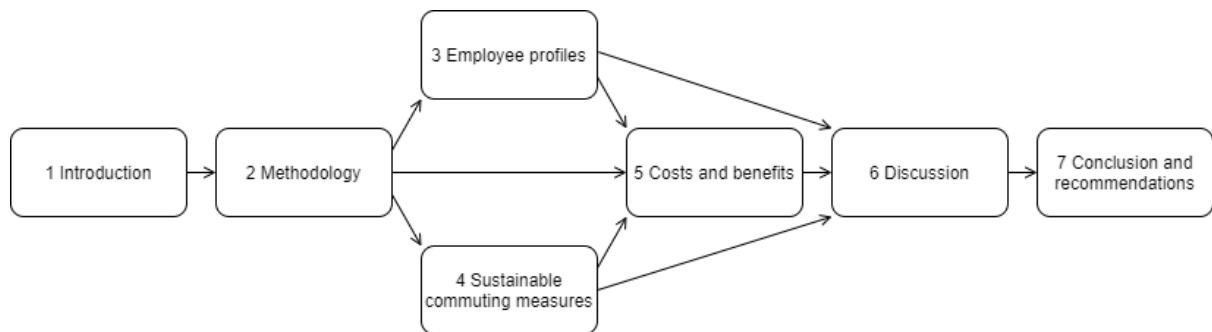 1 Introduction
2 Methodology
3 Employee profiles
4 Sustainable
commuting measures
5 Costs and benefits
6 Discussion
7 Conclusion and
recommendations